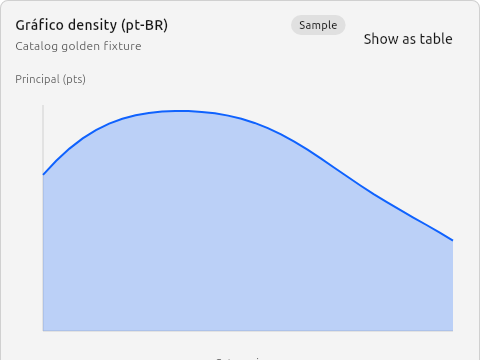 Gráfico density (pt-BR)
Sample
Show as table
Catalog golden fixture
Principal (pts)